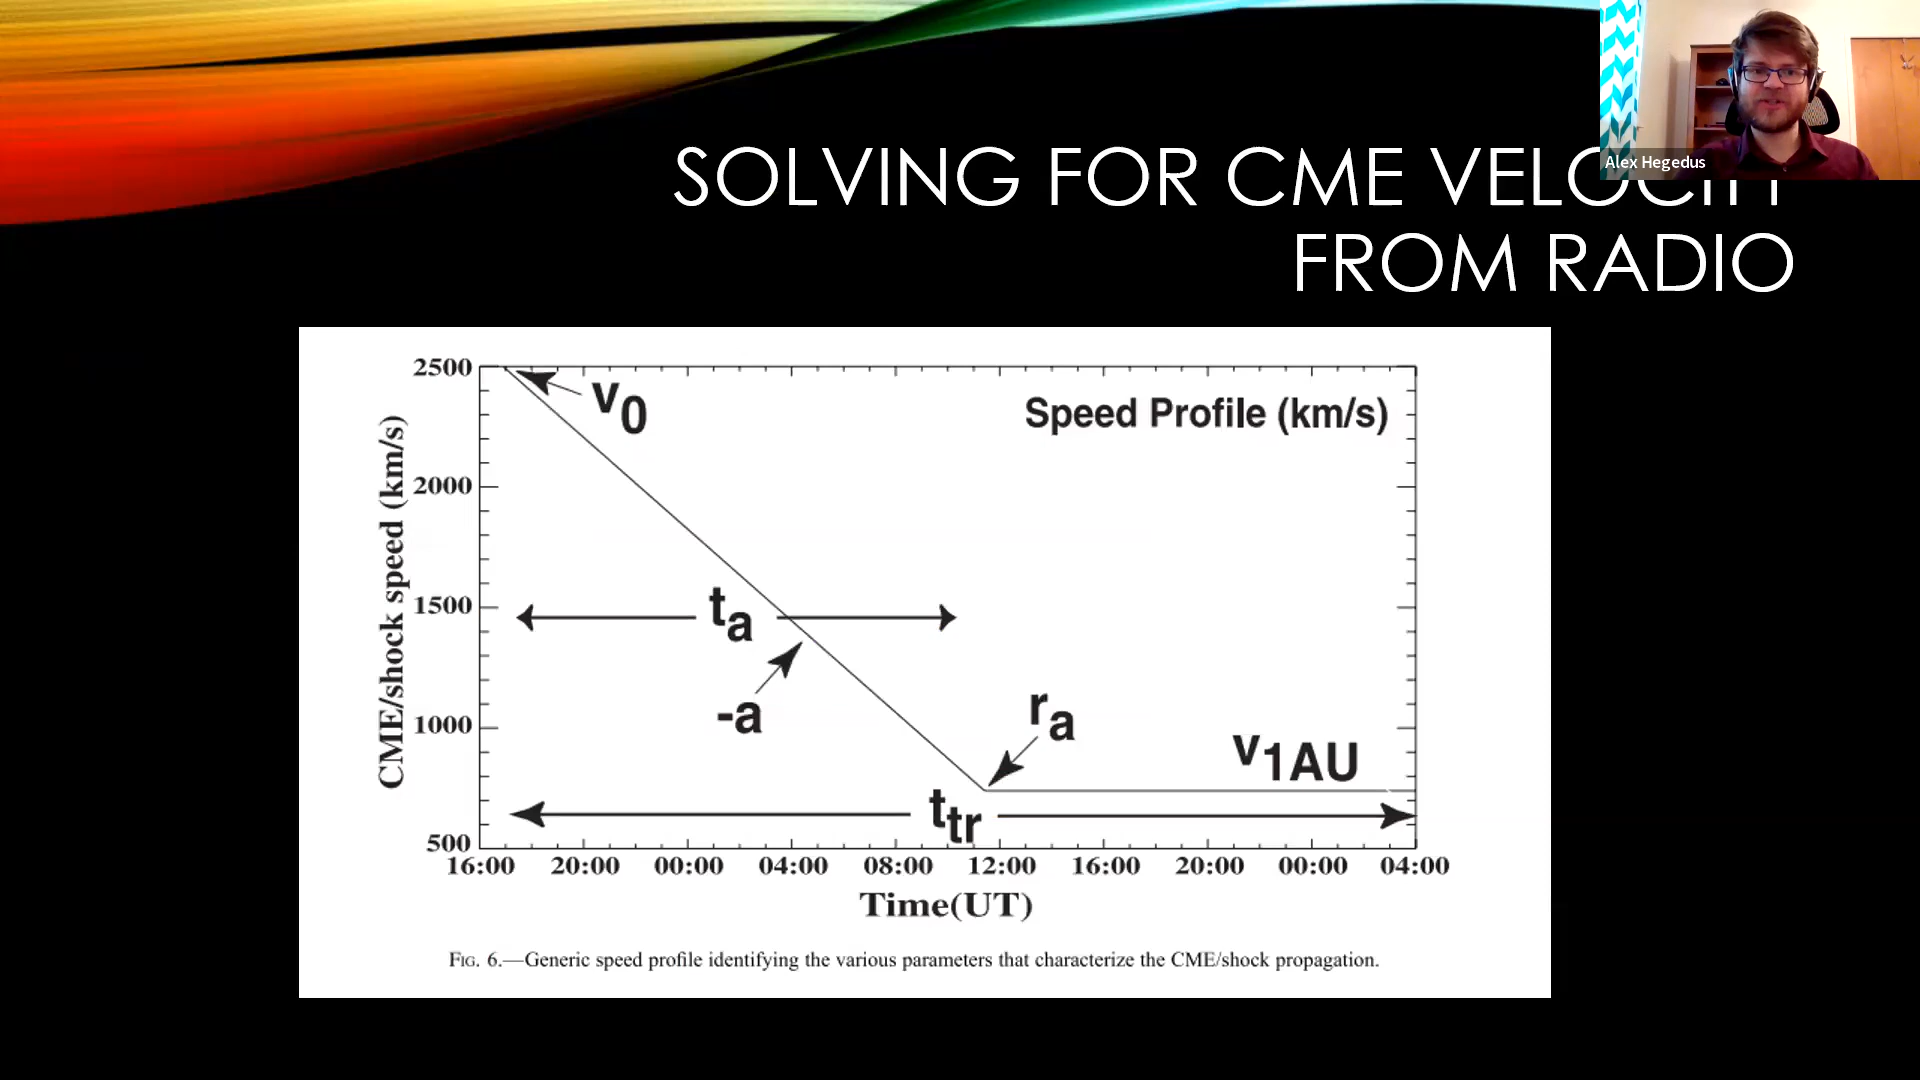 Alex Hegedus
SOLVING FOR CME VELOCITY
FROM RADIO
Speed Profile (km/s)
CME/shock speed (km/s)
2500
2000
1500
1000
500
v0
ta
-a
ra
v1AU
ttr
16:00 20:00 00:00 04:00 08:00 12:00 16:00 20:00 00:00 04:00
Time(UT)
FIG. 6.—Generic speed profile identifying the various parameters that characterize the CME/shock propagation.